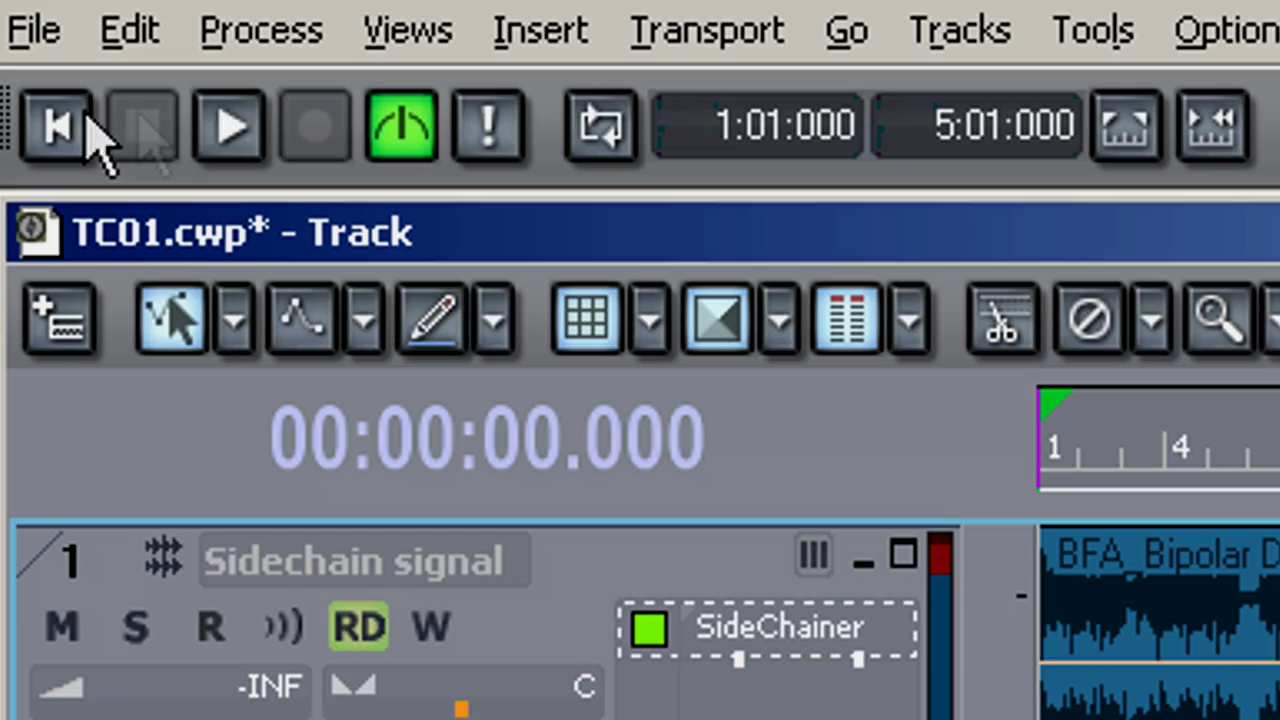 File Edit Process Views Insert Transport Go Tracks Tools Option
! 1:01:000 5:01:000
TC01.cwp* - Track
00:00:00.000
1 4
1 Sidechain signal
BFA_Bipolar D
M S R RD W SideChainer
-INF C